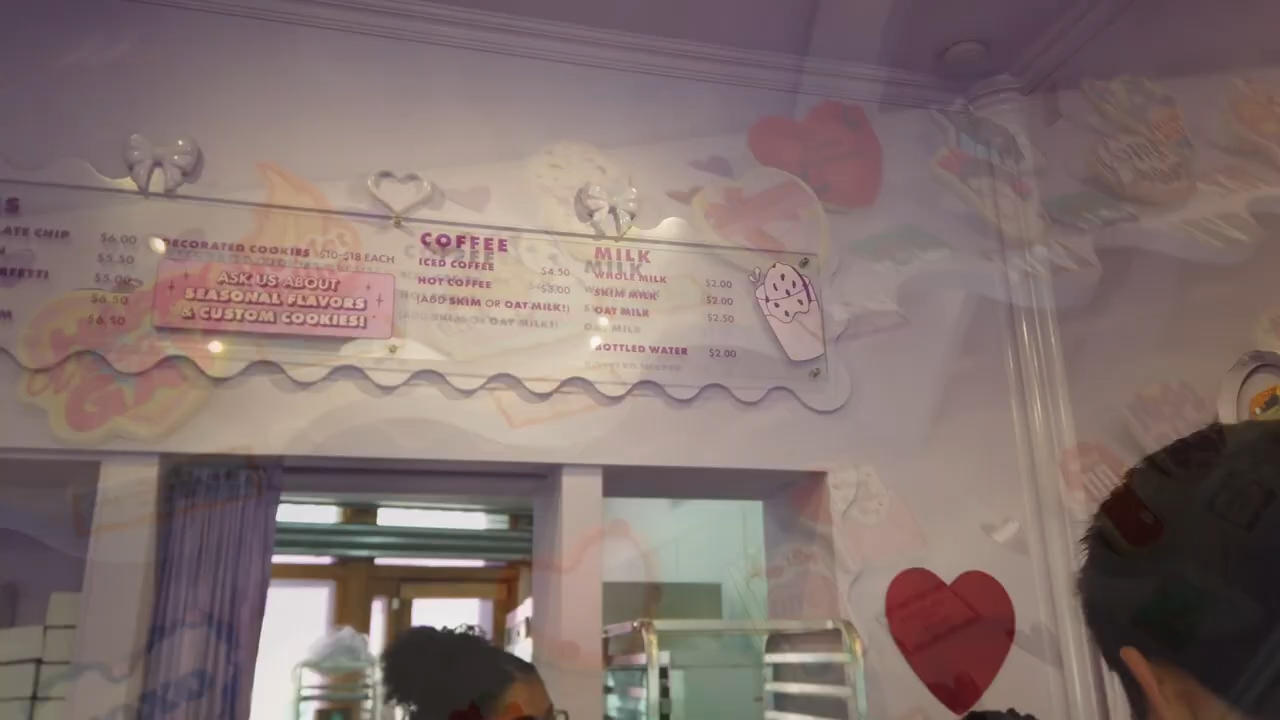 S
ATE CHIP $6.00
$5.50
FETTI $5.00
$6.50
M $6.50
DECORATED COOKIES $10-$18 EACH
ASK US ABOUT
SEASONAL FLAVORS
& CUSTOM COOKIES!
COFFEE
ICED COFFEE $4.50
HOT COFFEE $3.00
(ADD SKIM OR OAT MILK!)
MILK
WHOLE MILK $2.00
SKIM MILK $2.00
OAT MILK $2.50
BOTTLED WATER $2.00